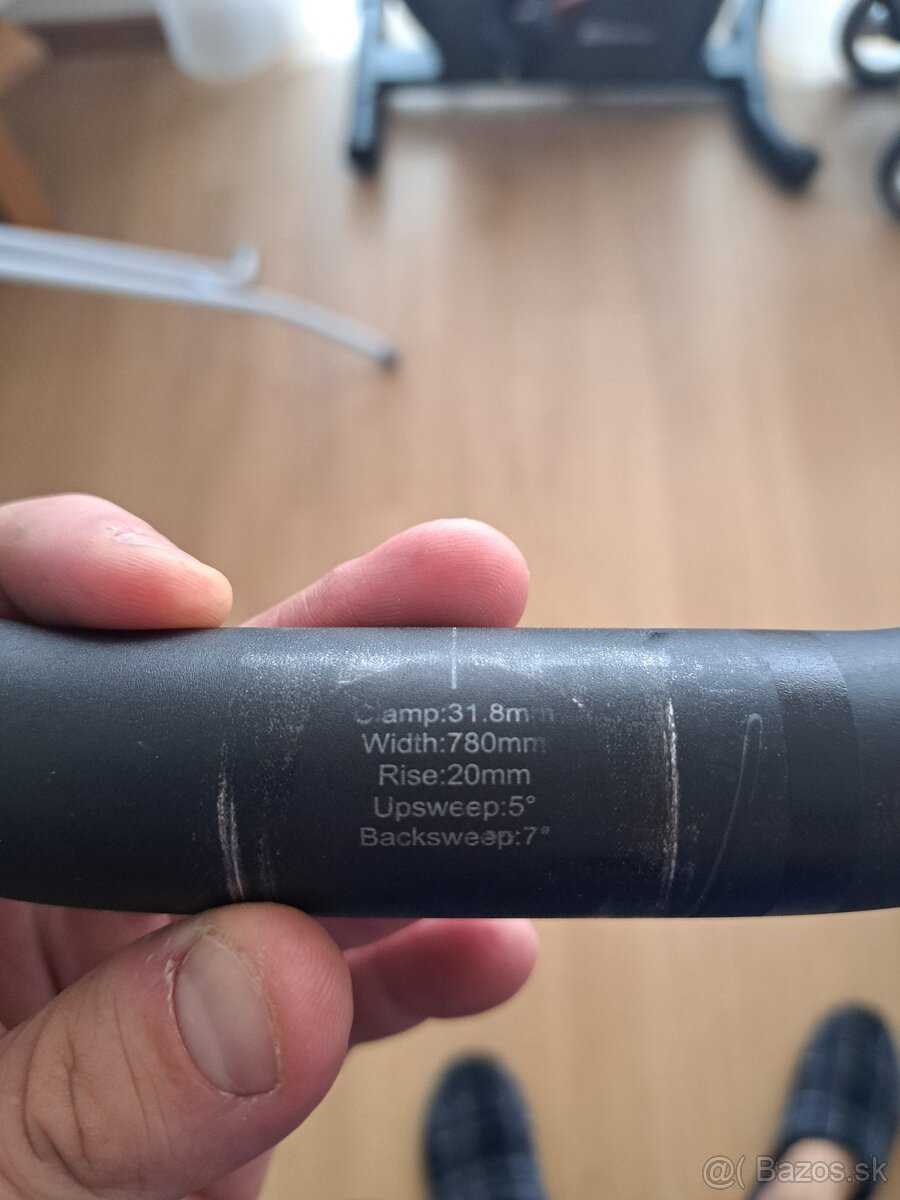 Clamp:31.8mm
Width:780mm
Rise:20mm
Upsweep:5°
Backsweep:7°
@( Bazos.sk